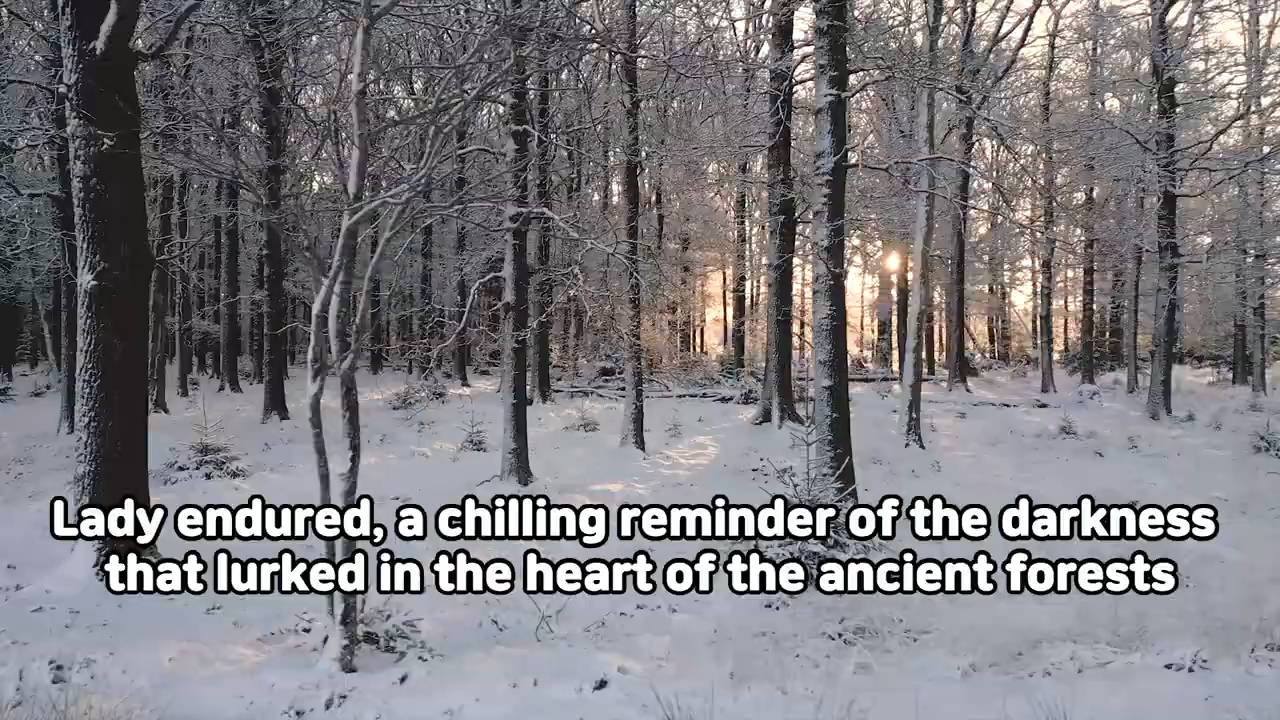 Lady endured, a chilling reminder of the darkness
that lurked in the heart of the ancient forests